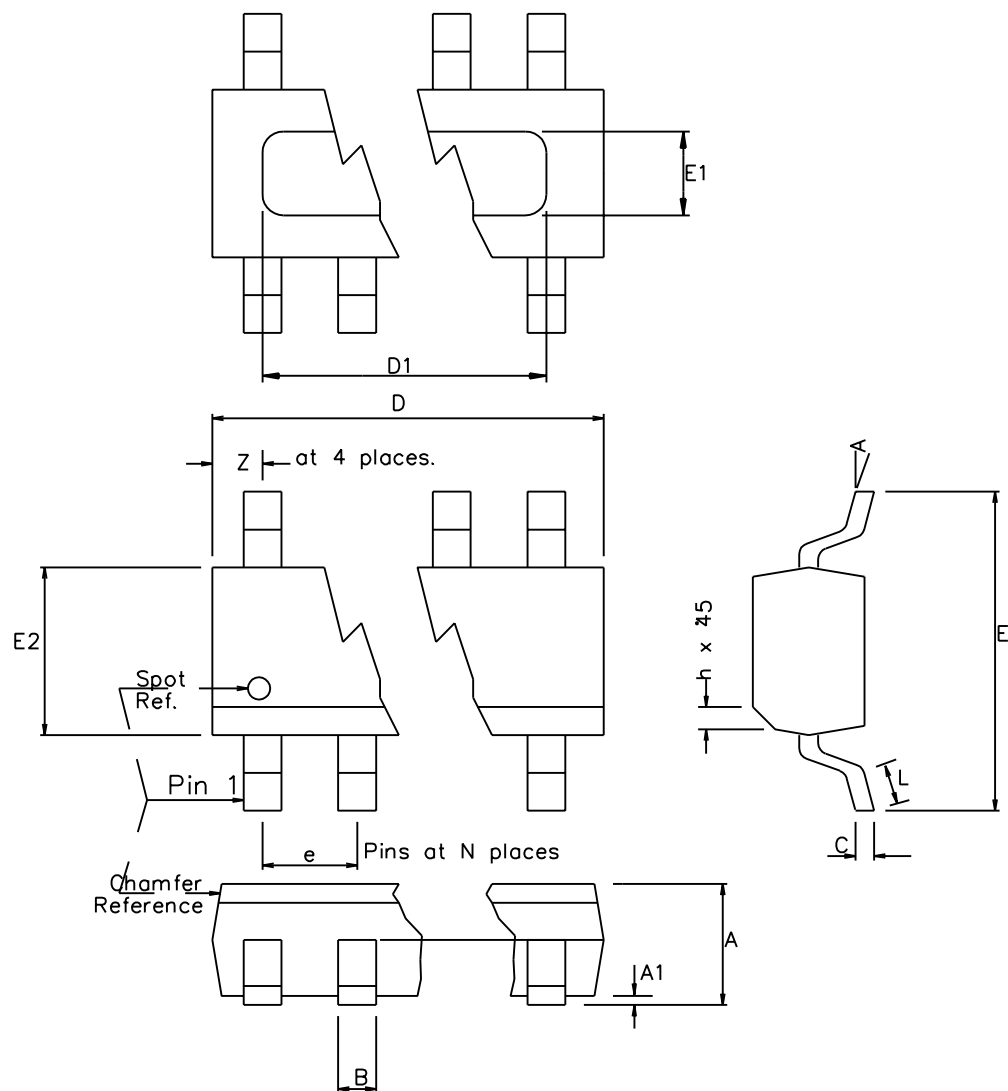 E1
D1
D
Z
at 4 places.
A
E2
h x 45
E
Spot
Ref.
Pin 1
L
C
e
Pins at N places
Chamfer
Reference
A
A1
B